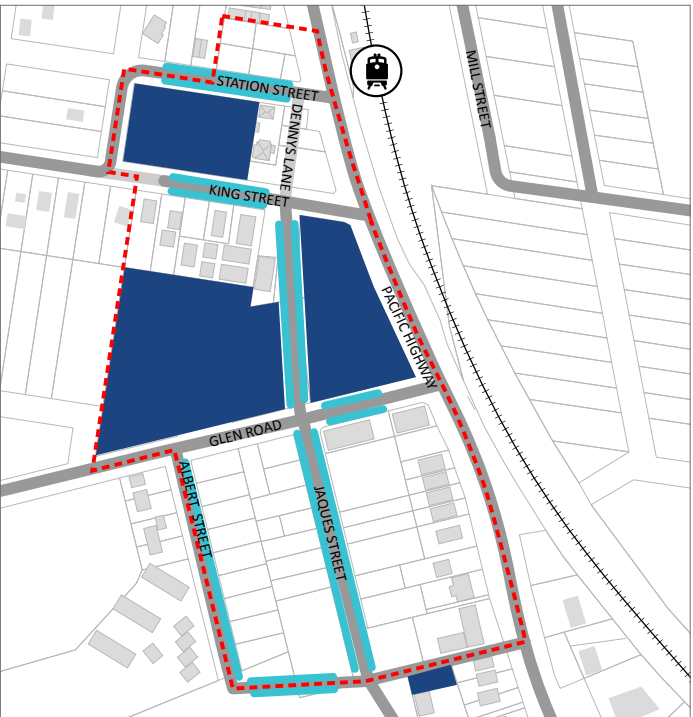 MILL STREET
STATION STREET
DENNYS LANE
KING STREET
PACIFIC HIGHWAY
GLEN ROAD
ALBERT STREET
JAQUES STREET